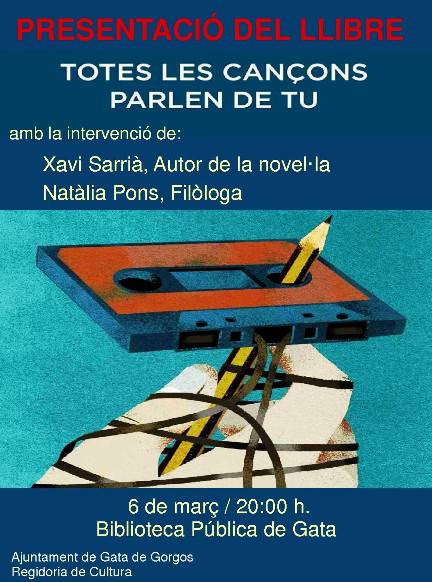 PRESENTACIÓ DEL LLIBRE
TOTES LES CANÇONS
PARLEN DE TU
amb la intervenció de:
Xavi Sarrià, Autor de la novel·la
Natàlia Pons, Filòloga
6 de març / 20:00 h.
Biblioteca Pública de Gata
Ajuntament de Gata de Gorgos
Regidoria de Cultura